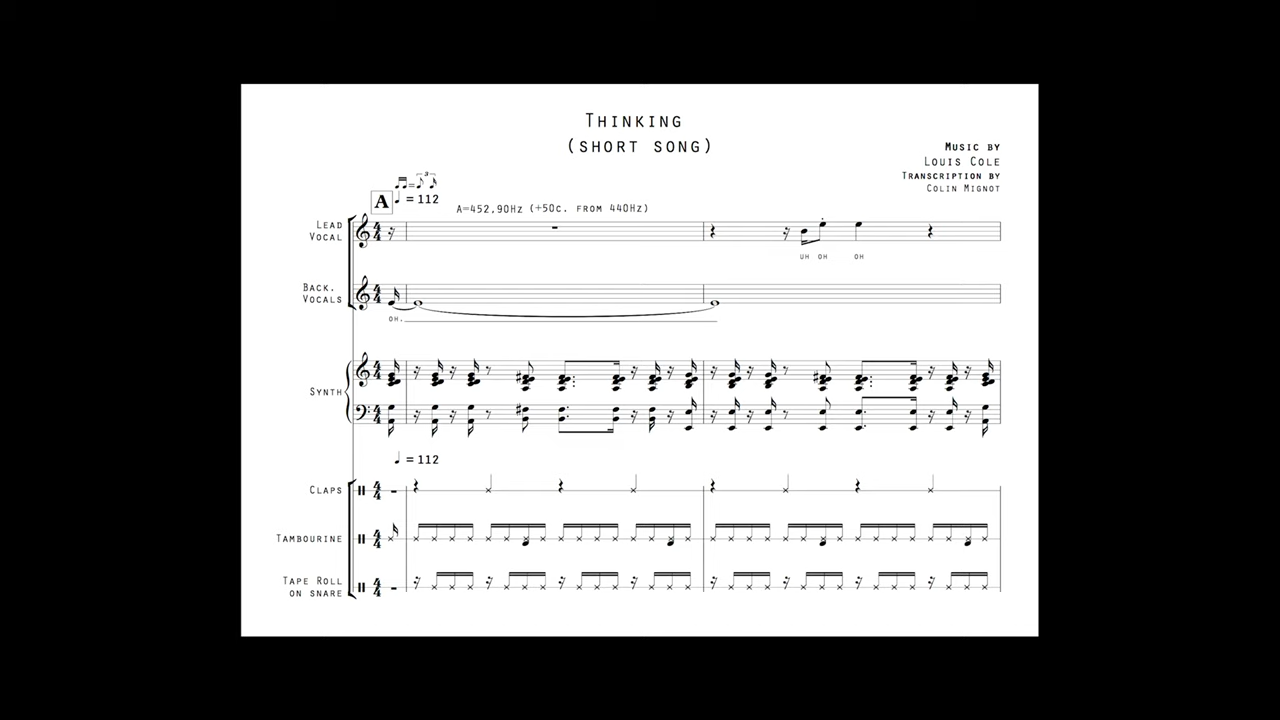 THINKING
(SHORT SONG)
MUSIC BY
LOUIS COLE
TRANSCRIPTION BY
COLIN MIGNOT
3
=
A
= 112
A=452,90Hz (+50c. FROM 440Hz)
LEAD
VOCAL
UH OH OH
BACK.
VOCALS
OH.
SYNTH
= 112
CLAPS
TAMBOURINE
TAPE ROLL
ON SNARE